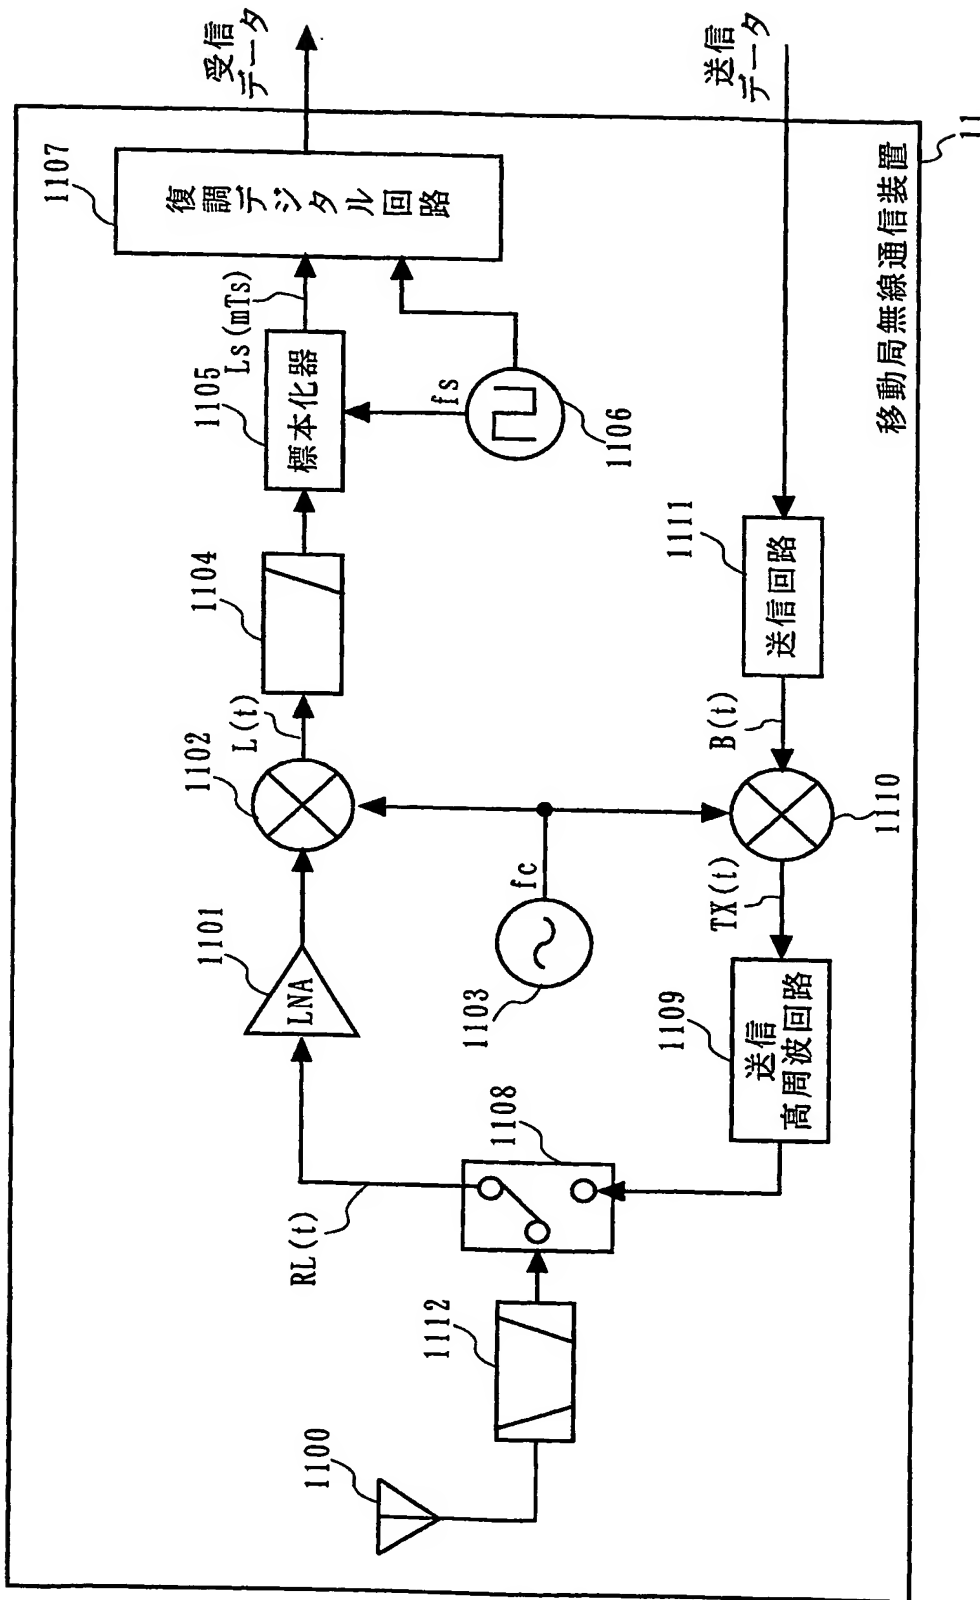 受信
データ
送信
データ
1107
復調デジタル回路
Ls(mTs)
1105
標本化器
fs
1106
1104
L(t)
1102
1101
LNA
fc
1103
1111
送信回路
B(t)
1110
TX(t)
1109
送信
高周波回路
1108
RL(t)
1112
1100
移動局無線通信装置
11